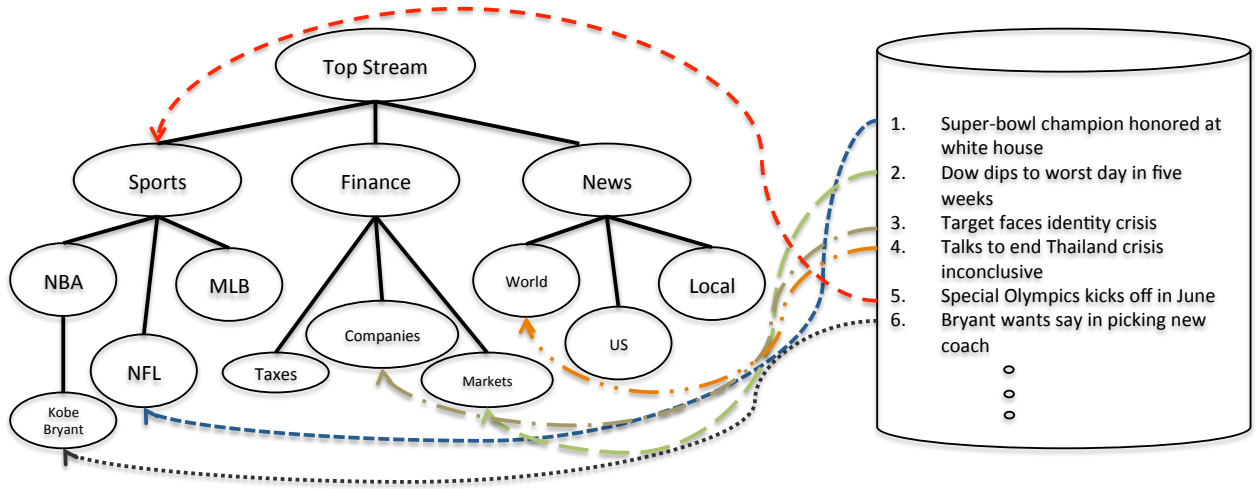 Top Stream
Sports
Finance
News
NBA
MLB
World
Local
Companies
US
NFL
Taxes
Markets
Kobe
Bryant
1. Super-bowl champion honored at
white house
2. Dow dips to worst day in five
weeks
3. Target faces identity crisis
4. Talks to end Thailand crisis
inconclusive
5. Special Olympics kicks off in June
6. Bryant wants say in picking new
coach